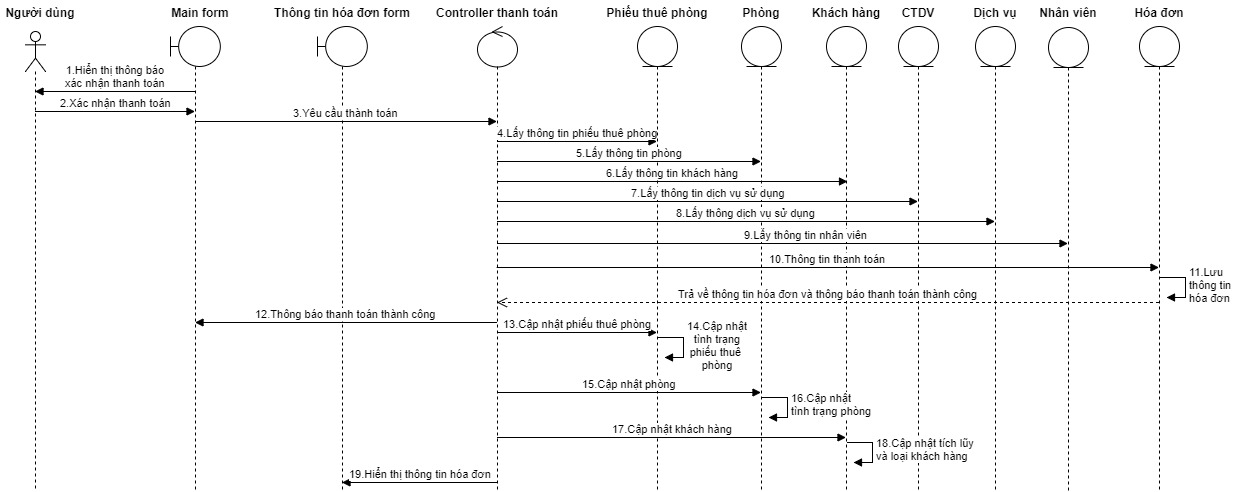 Người dùng
Main form
Thông tin hóa đơn form
Controller thanh toán
Phiếu thuê phòng
Phòng
Khách hàng
CTDV
Dịch vụ
Nhân viên
Hóa đơn
1.Hiển thị thông báo
xác nhận thanh toán
2.Xác nhận thanh toán
3.Yêu cầu thành toán
4.Lấy thông tin phiếu thuê phòng
5.Lấy thông tin phòng
6.Lấy thông tin khách hàng
7.Lấy thông tin dịch vụ sử dụng
8.Lấy thông dịch vụ sử dụng
9.Lấy thông tin nhân viên
10.Thông tin thanh toán
11.Lưu
thông tin
hóa đơn
Trả về thông tin hóa đơn và thông báo thanh toán thành công
12.Thông báo thanh toán thành công
13.Cập nhật phiếu thuê phòng
14.Cập nhật
tình trạng
phiếu thuê
phòng
15.Cập nhật phòng
16.Cập nhật
tình trạng phòng
17.Cập nhật khách hàng
18.Cập nhật tích lũy
và loại khách hàng
19.Hiển thị thông tin hóa đơn